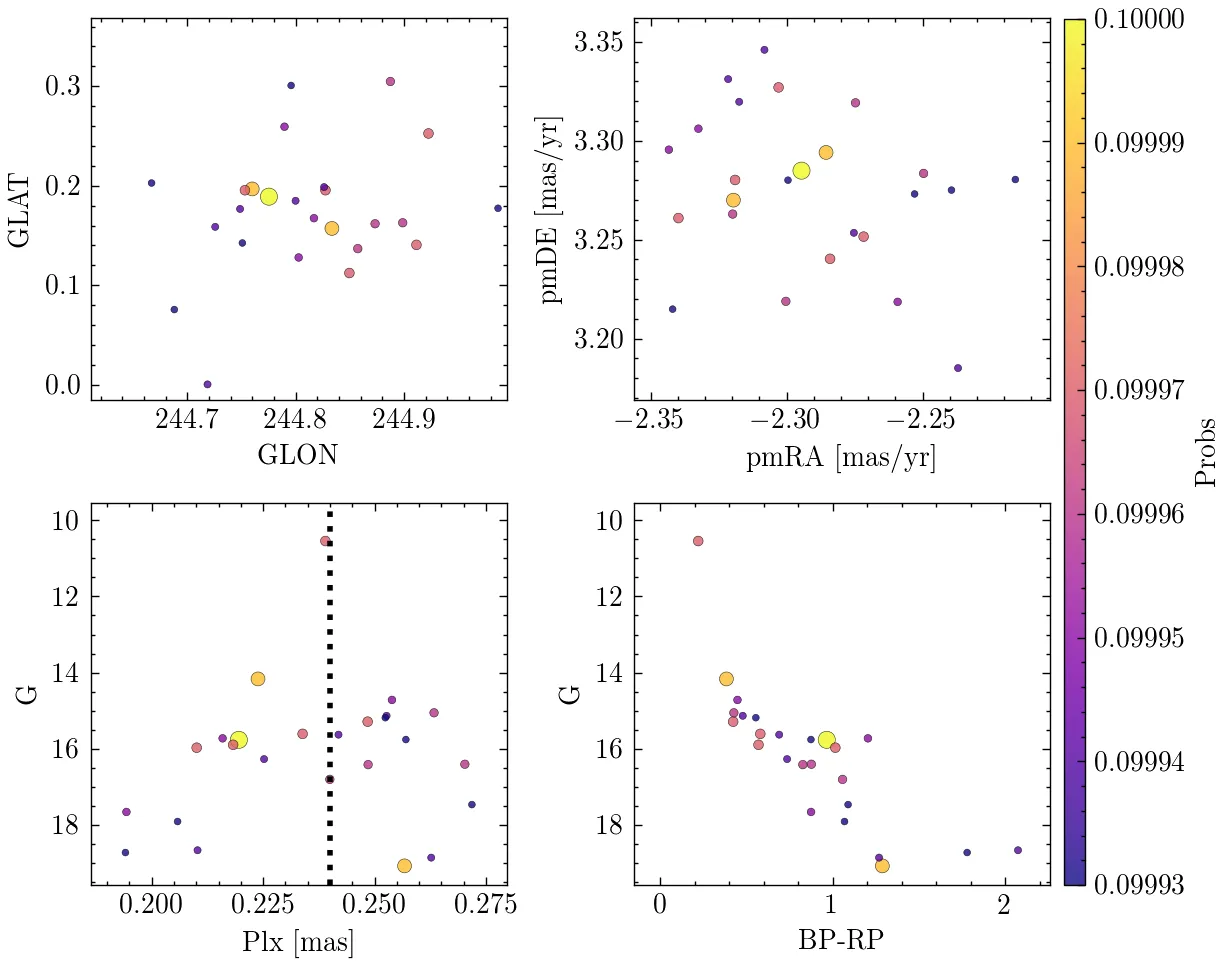 0.3
0.2
0.1
0.0
GLAT
244.7 244.8 244.9
GLON
3.35
3.30
3.25
3.20
pmDE [mas/yr]
−2.35 −2.30 −2.25
pmRA [mas/yr]
0.10000
0.09999
0.09998
0.09997
0.09996
0.09995
0.09994
0.09993
Probs
10
12
14
16
18
G
0.200 0.225 0.250 0.275
Plx [mas]
10
12
14
16
18
G
0 1 2
BP-RP